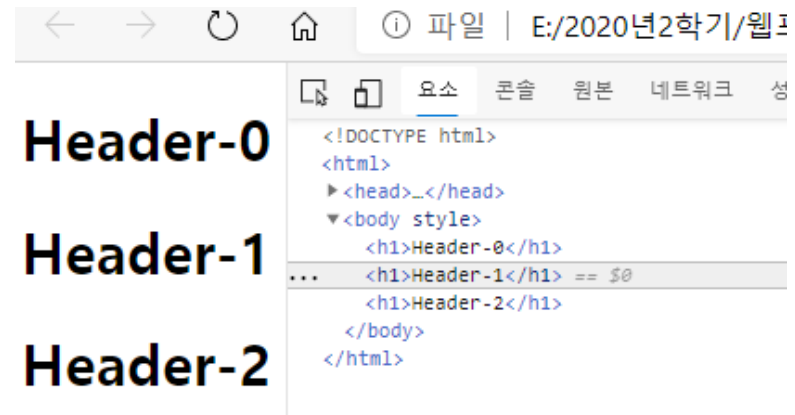 파일 | E:/2020년2학기/웹프
요소 콘솔 원본 네트워크 성
Header-0
Header-1
Header-2
<!DOCTYPE html>
<html>
▶<head>…</head>
▼<body style>
<h1>Header-0</h1>
... <h1>Header-1</h1> == $0
<h1>Header-2</h1>
</body>
</html>